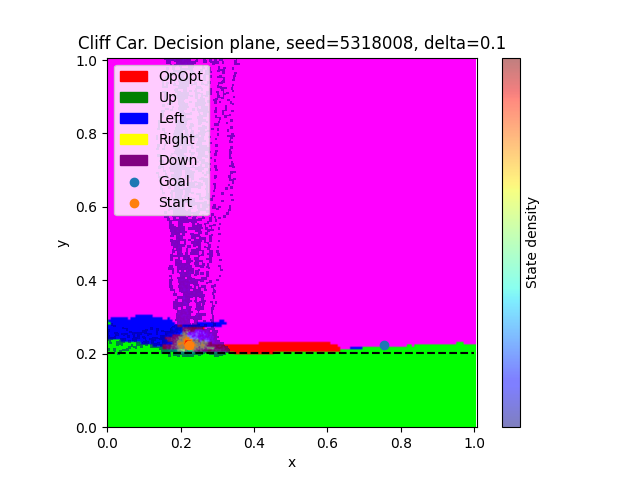 Cliff Car. Decision plane, seed=5318008, delta=0.1
1.0
0.8
0.6
0.4
0.2
0.0
y
OpOpt
Up
Left
Right
Down
Goal
Start
0.0 0.2 0.4 0.6 0.8 1.0
x
State density